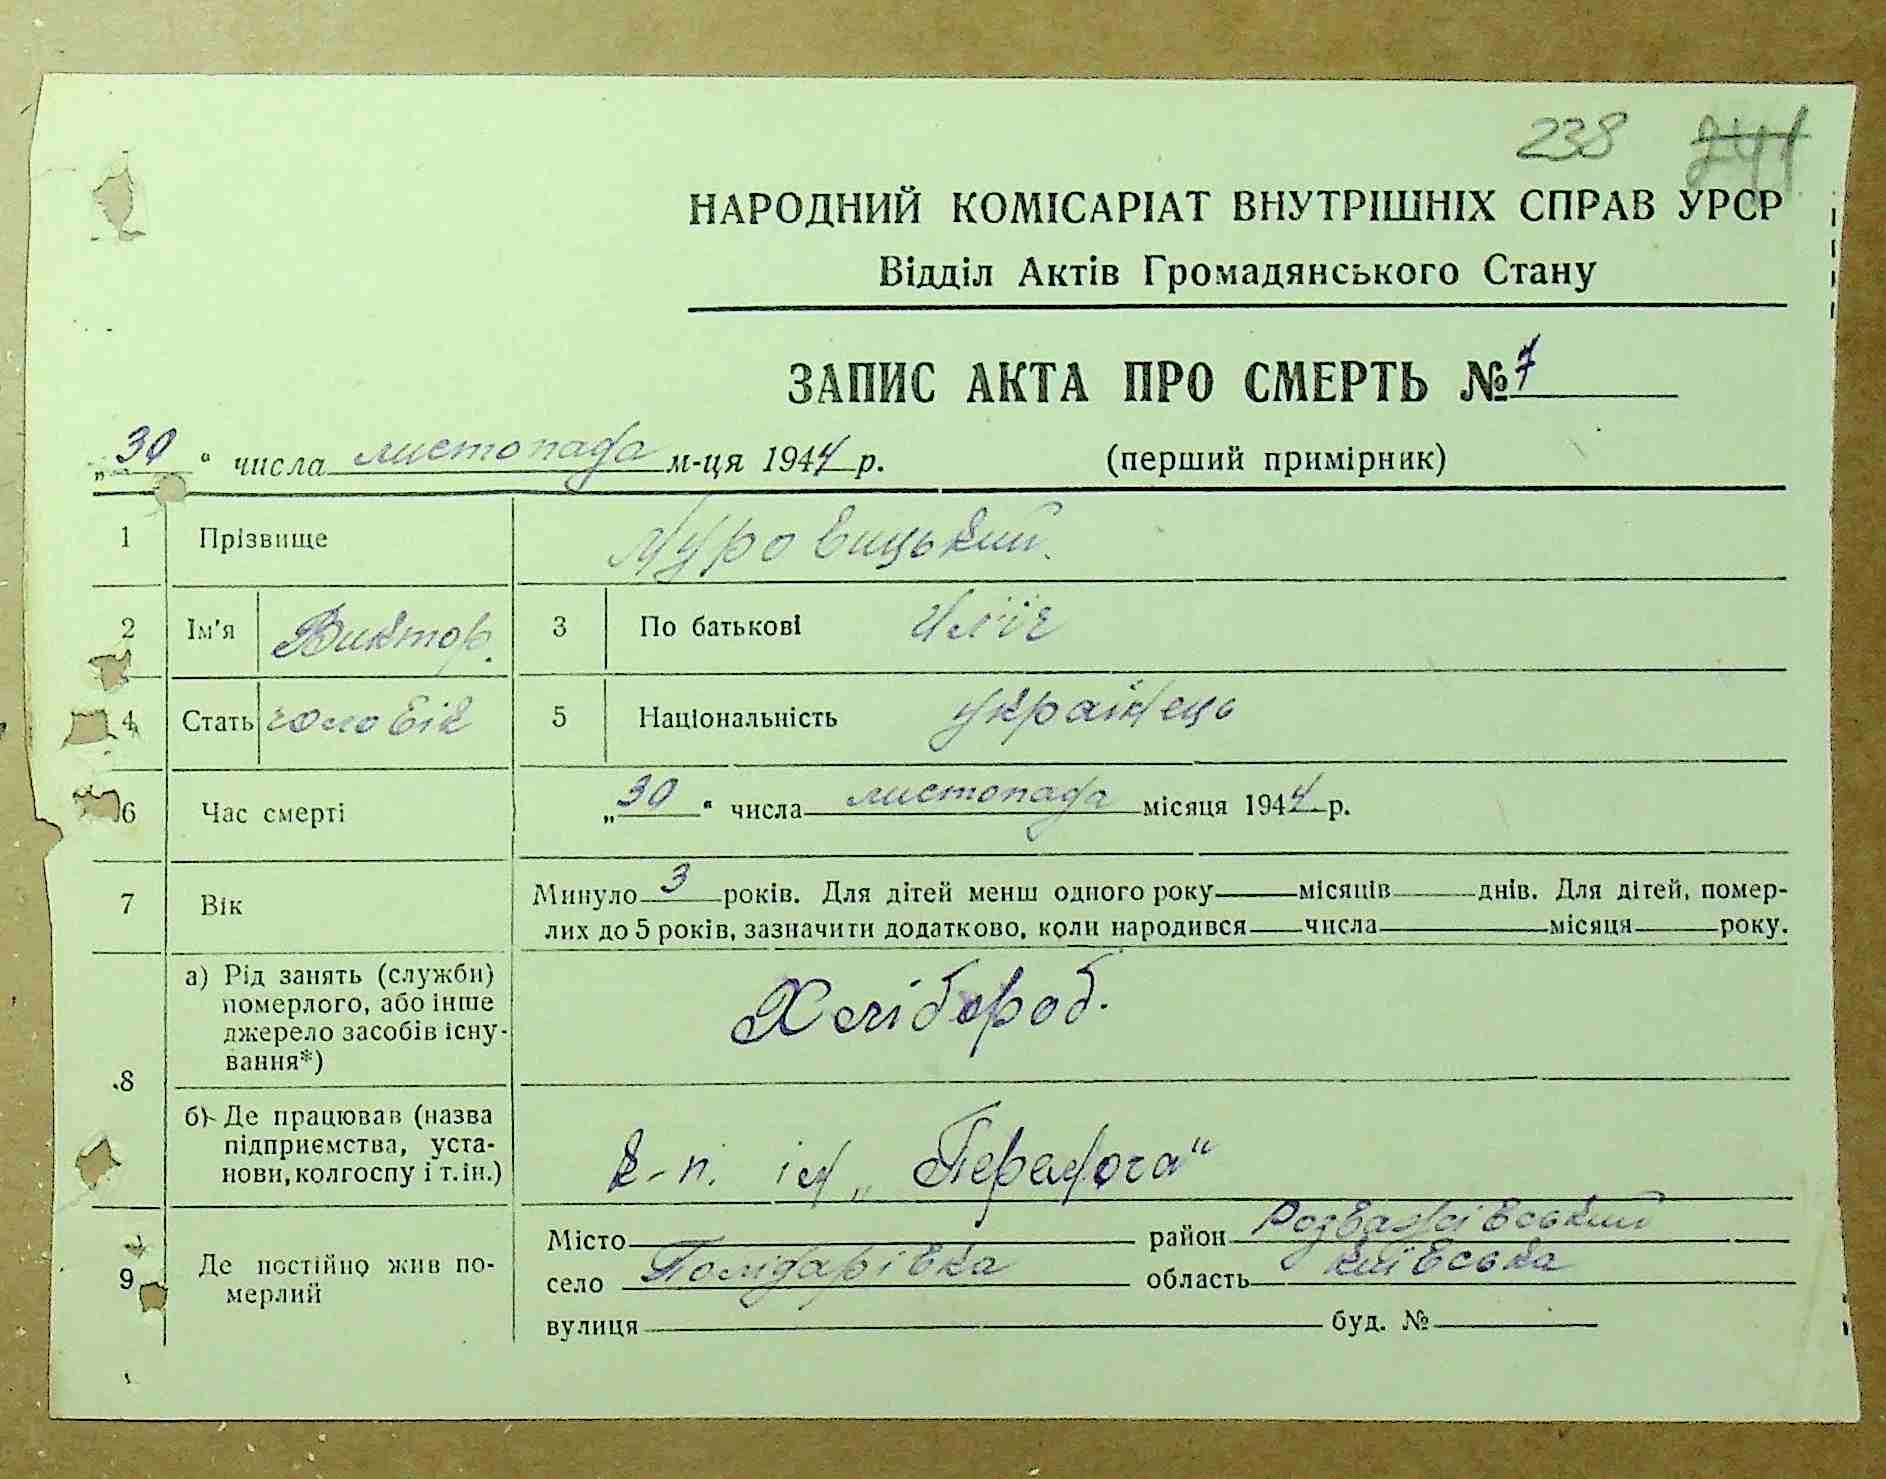 238 241
НАРОДНИЙ КОМІСАРІАТ ВНУТРІШНІХ СПРАВ УРСР
Відділ Актів Громадянського Стану
ЗАПИС АКТА ПРО СМЕРТЬ № 7
„30“ числа листопада м-ця 1944 р. (перший примірник)
1 Прізвище Муровицький.
2 Ім'я Виктор. 3 По батькові Иліч
4 Стать чоловік 5 Національність українець
6 Час смерті „30“ числа листопада місяця 1944 р.
7 Вік Минуло 3 років. Для дітей менш одного року місяців днів. Для дітей, помер-
лих до 5 років, зазначити додатково, коли народився числа місяця року.
8 а) Рід занять (служби)
померлого, або інше
джерело засобів існу-
вання*)
Хлібороб.
б) Де працював (назва
підприємства, уста-
нови, колгоспу і т.ін.)
к-п. ім „
9 Де постійно жив по-
мерлий
Місто район Розважівський
село область Київська
вулиця буд. №